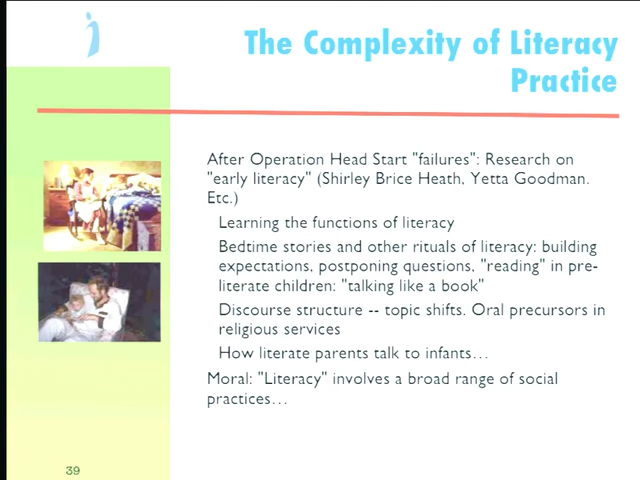 The Complexity of Literacy
Practice
After Operation Head Start "failures": Research on
"early literacy" (Shirley Brice Heath, Yetta Goodman.
Etc.)
Learning the functions of literacy
Bedtime stories and other rituals of literacy: building
expectations, postponing questions, "reading" in pre-
literate children: "talking like a book"
Discourse structure -- topic shifts. Oral precursors in
religious services
How literate parents talk to infants…
Moral: "Literacy" involves a broad range of social
practices…
39